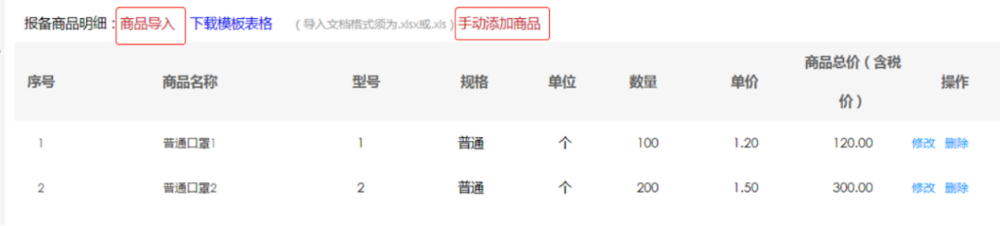 报备商品明细：商品导入 下载模板表格 （导入文档格式须为.xlsx或.xls）手动添加商品
序号 商品名称 型号 规格 单位 数量 单价 商品总价（含税价） 操作
1 普通口罩1 1 普通 个 100 1.20 120.00 修改 删除
2 普通口罩2 2 普通 个 200 1.50 300.00 修改 删除